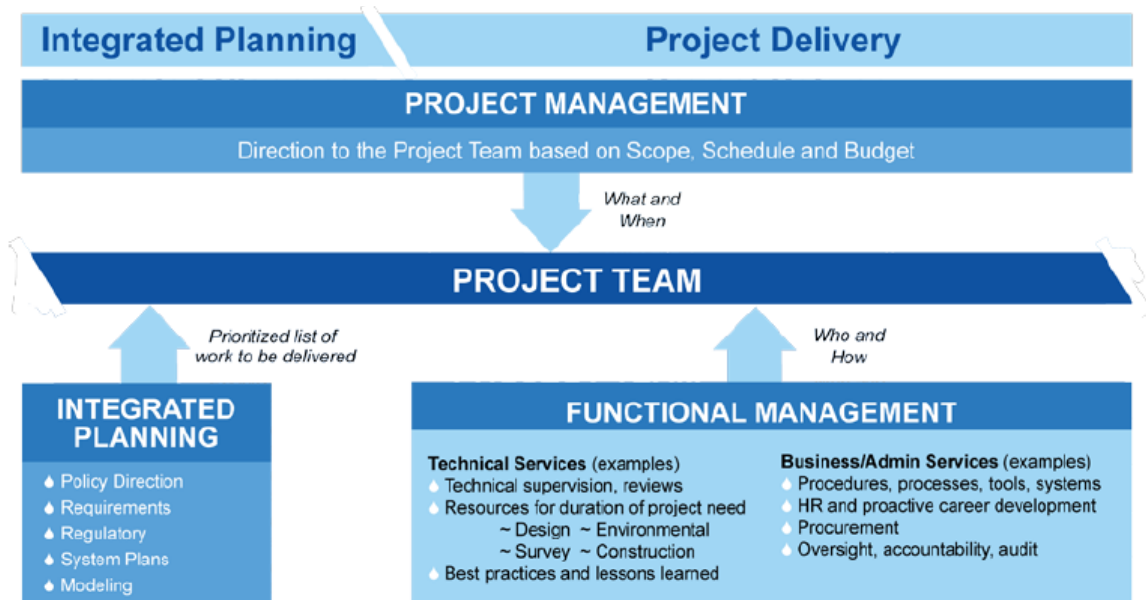 Integrated Planning
Project Delivery
PROJECT MANAGEMENT
Direction to the Project Team based on Scope, Schedule and Budget
What and
When
PROJECT TEAM
Prioritized list of
work to be delivered
Who and
How
INTEGRATED
PLANNING
Policy Direction
Requirements
Regulatory
System Plans
Modeling
FUNCTIONAL MANAGEMENT
Technical Services (examples)
Technical supervision, reviews
Resources for duration of project need
~ Design ~ Environmental
~ Survey ~ Construction
Best practices and lessons learned
Business/Admin Services (examples)
Procedures, processes, tools, systems
HR and proactive career development
Procurement
Oversight, accountability, audit